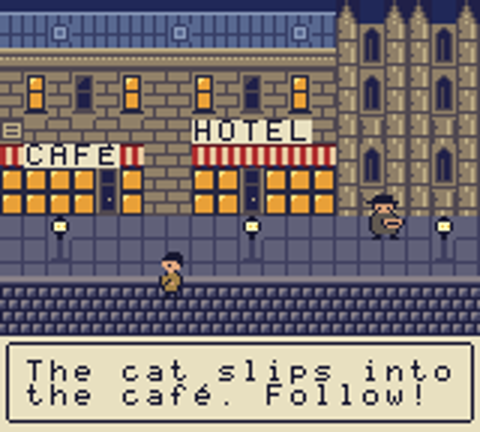 CAFÉ
HOTEL
The cat slips into
the café. Follow!